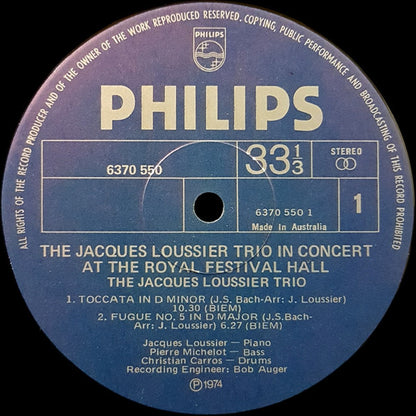 ALL RIGHTS OF THE RECORD PRODUCER AND OF THE OWNER OF THE WORK REPRODUCED RESERVED. COPYING, PUBLIC PERFORMANCE AND BROADCASTING OF THIS RECORD PROHIBITED
PHILIPS
PHILIPS
6370 550
33 1/3
STEREO
6370 550 1
Made in Australia
1
THE JACQUES LOUSSIER TRIO IN CONCERT
AT THE ROYAL FESTIVAL HALL
THE JACQUES LOUSSIER TRIO
1. TOCCATA IN D MINOR (J.S. Bach-Arr: J. Loussier)
10.30 (BIEM)
2. FUGUE NO. 5 IN D MAJOR (J.S.Bach-
Arr: J. Loussier) 6.27 (BIEM)
Jacques Loussier — Piano
Pierre Michelot — Bass
Christian Carros — Drums
Recording Engineer: Bob Auger
Ⓟ1974